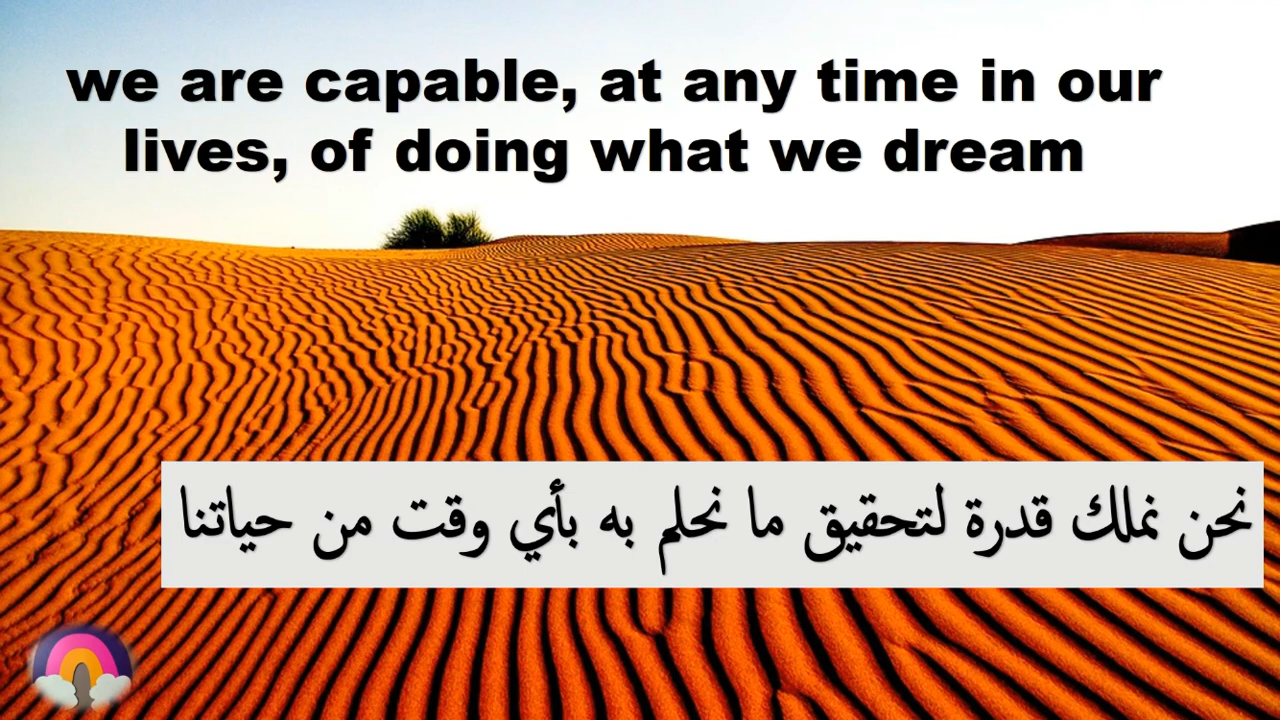 we are capable, at any time in our
lives, of doing what we dream
نحن نملك قدرة لتحقيق ما نحلم به بأي وقت من حياتنا